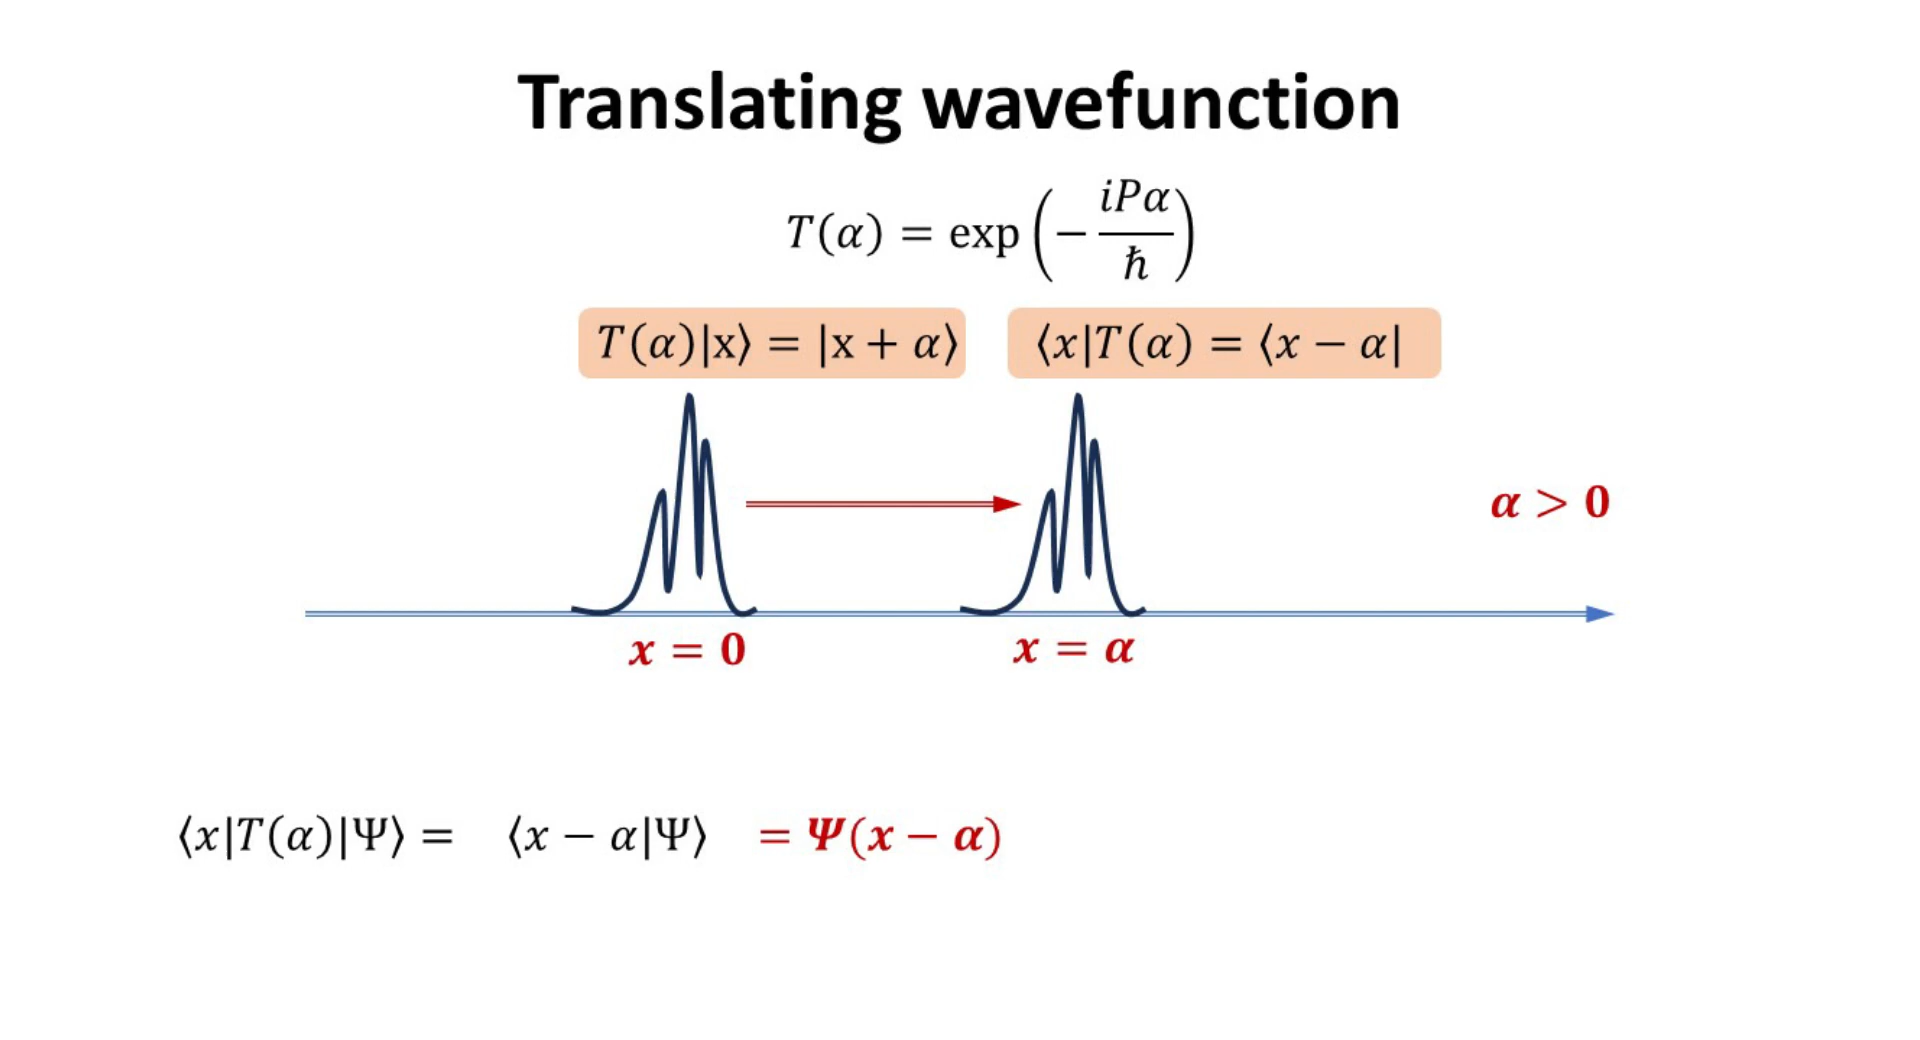 Translating wavefunction
T(α) = exp(−iPα/ħ)
T(α)|x⟩ = |x + α⟩ ⟨x|T(α) = ⟨x − α|
α > 0
x = 0 x = α
⟨x|T(α)|Ψ⟩ = ⟨x − α|Ψ⟩ = Ψ(x − α)